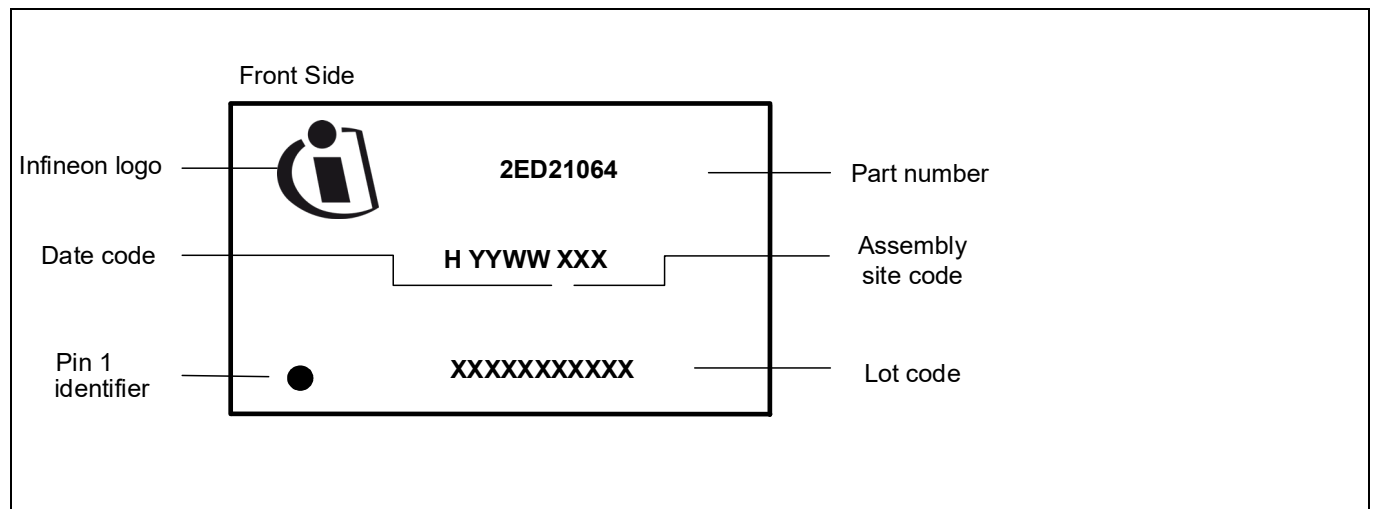 Front Side
Infineon logo
2ED21064
Part number
Date code
H YYWW XXX
Assembly
site code
Pin 1
identifier
XXXXXXXXXXX
Lot code